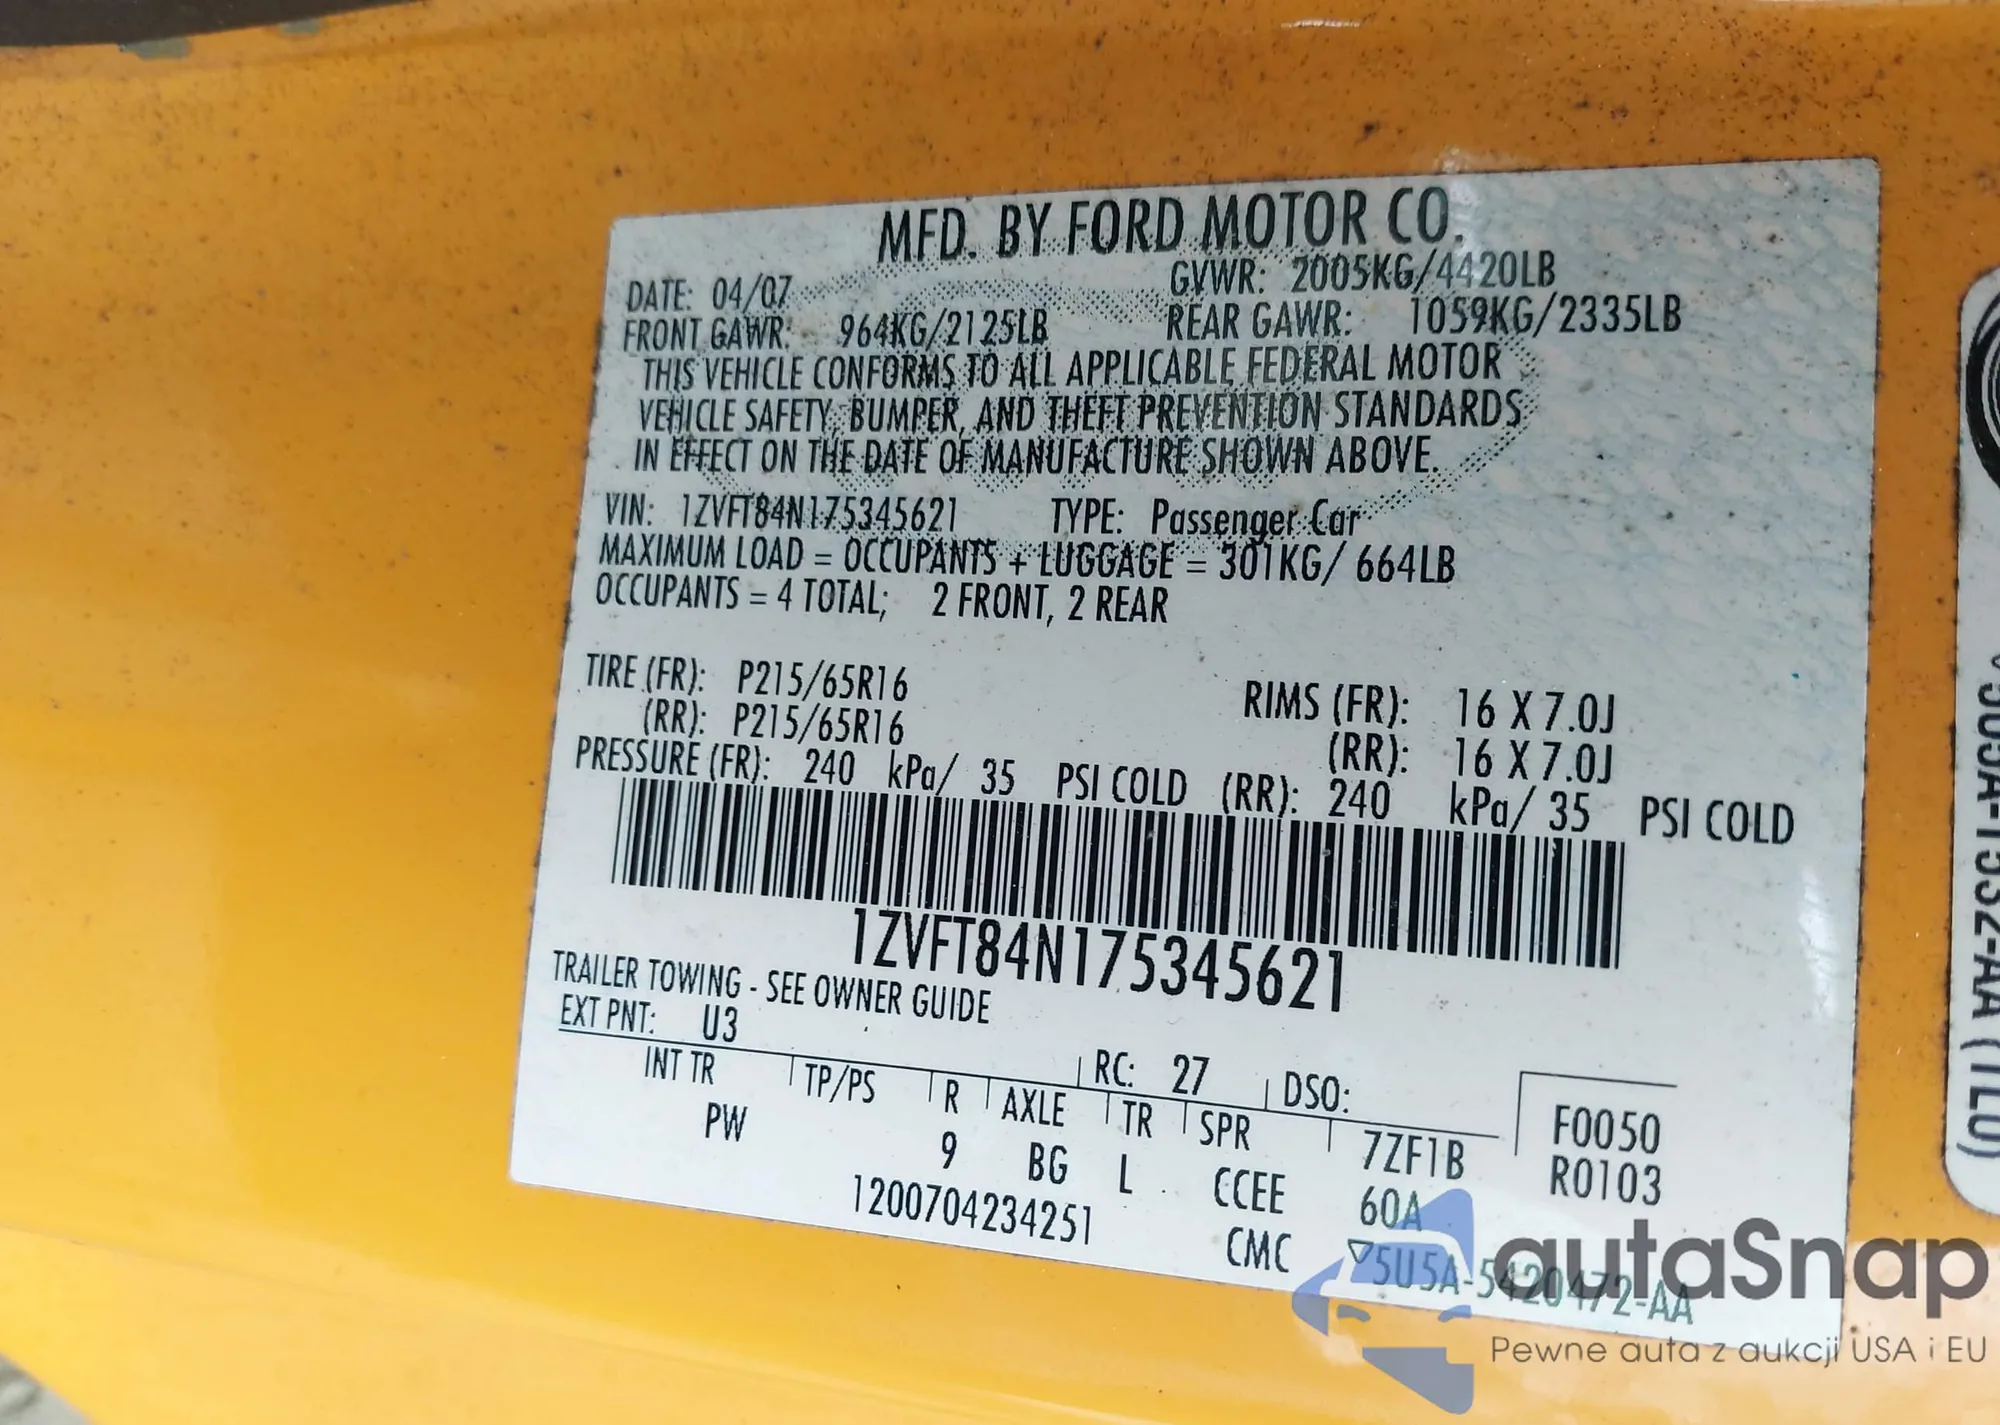 MFD. BY FORD MOTOR CO.
DATE: 04/07 GVWR: 2005KG/4420LB
FRONT GAWR: 964KG/2125LB REAR GAWR: 1059KG/2335LB
THIS VEHICLE CONFORMS TO ALL APPLICABLE FEDERAL MOTOR
VEHICLE SAFETY, BUMPER, AND THEFT PREVENTION STANDARDS
IN EFFECT ON THE DATE OF MANUFACTURE SHOWN ABOVE.
VIN: 1ZVFT84N175345621 TYPE: Passenger Car
MAXIMUM LOAD = OCCUPANTS + LUGGAGE = 301KG/ 664LB
OCCUPANTS = 4 TOTAL; 2 FRONT, 2 REAR
TIRE (FR): P215/65R16 RIMS (FR): 16 X 7.0J
(RR): P215/65R16 (RR): 16 X 7.0J
PRESSURE (FR): 240 kPa/ 35 PSI COLD (RR): 240 kPa/ 35 PSI COLD
1ZVFT84N175345621
TRAILER TOWING - SEE OWNER GUIDE
EXT PNT: U3 RC: 27 DSO:
INT TR TP/PS R AXLE TR SPR 7ZF1B F0050
PW 9 BG L CCEE 60A R0103
1200704234251 CMC ▽5U5A-5420472-AA
(TL0)
autaSnap
Pewne auta z aukcji USA i EU